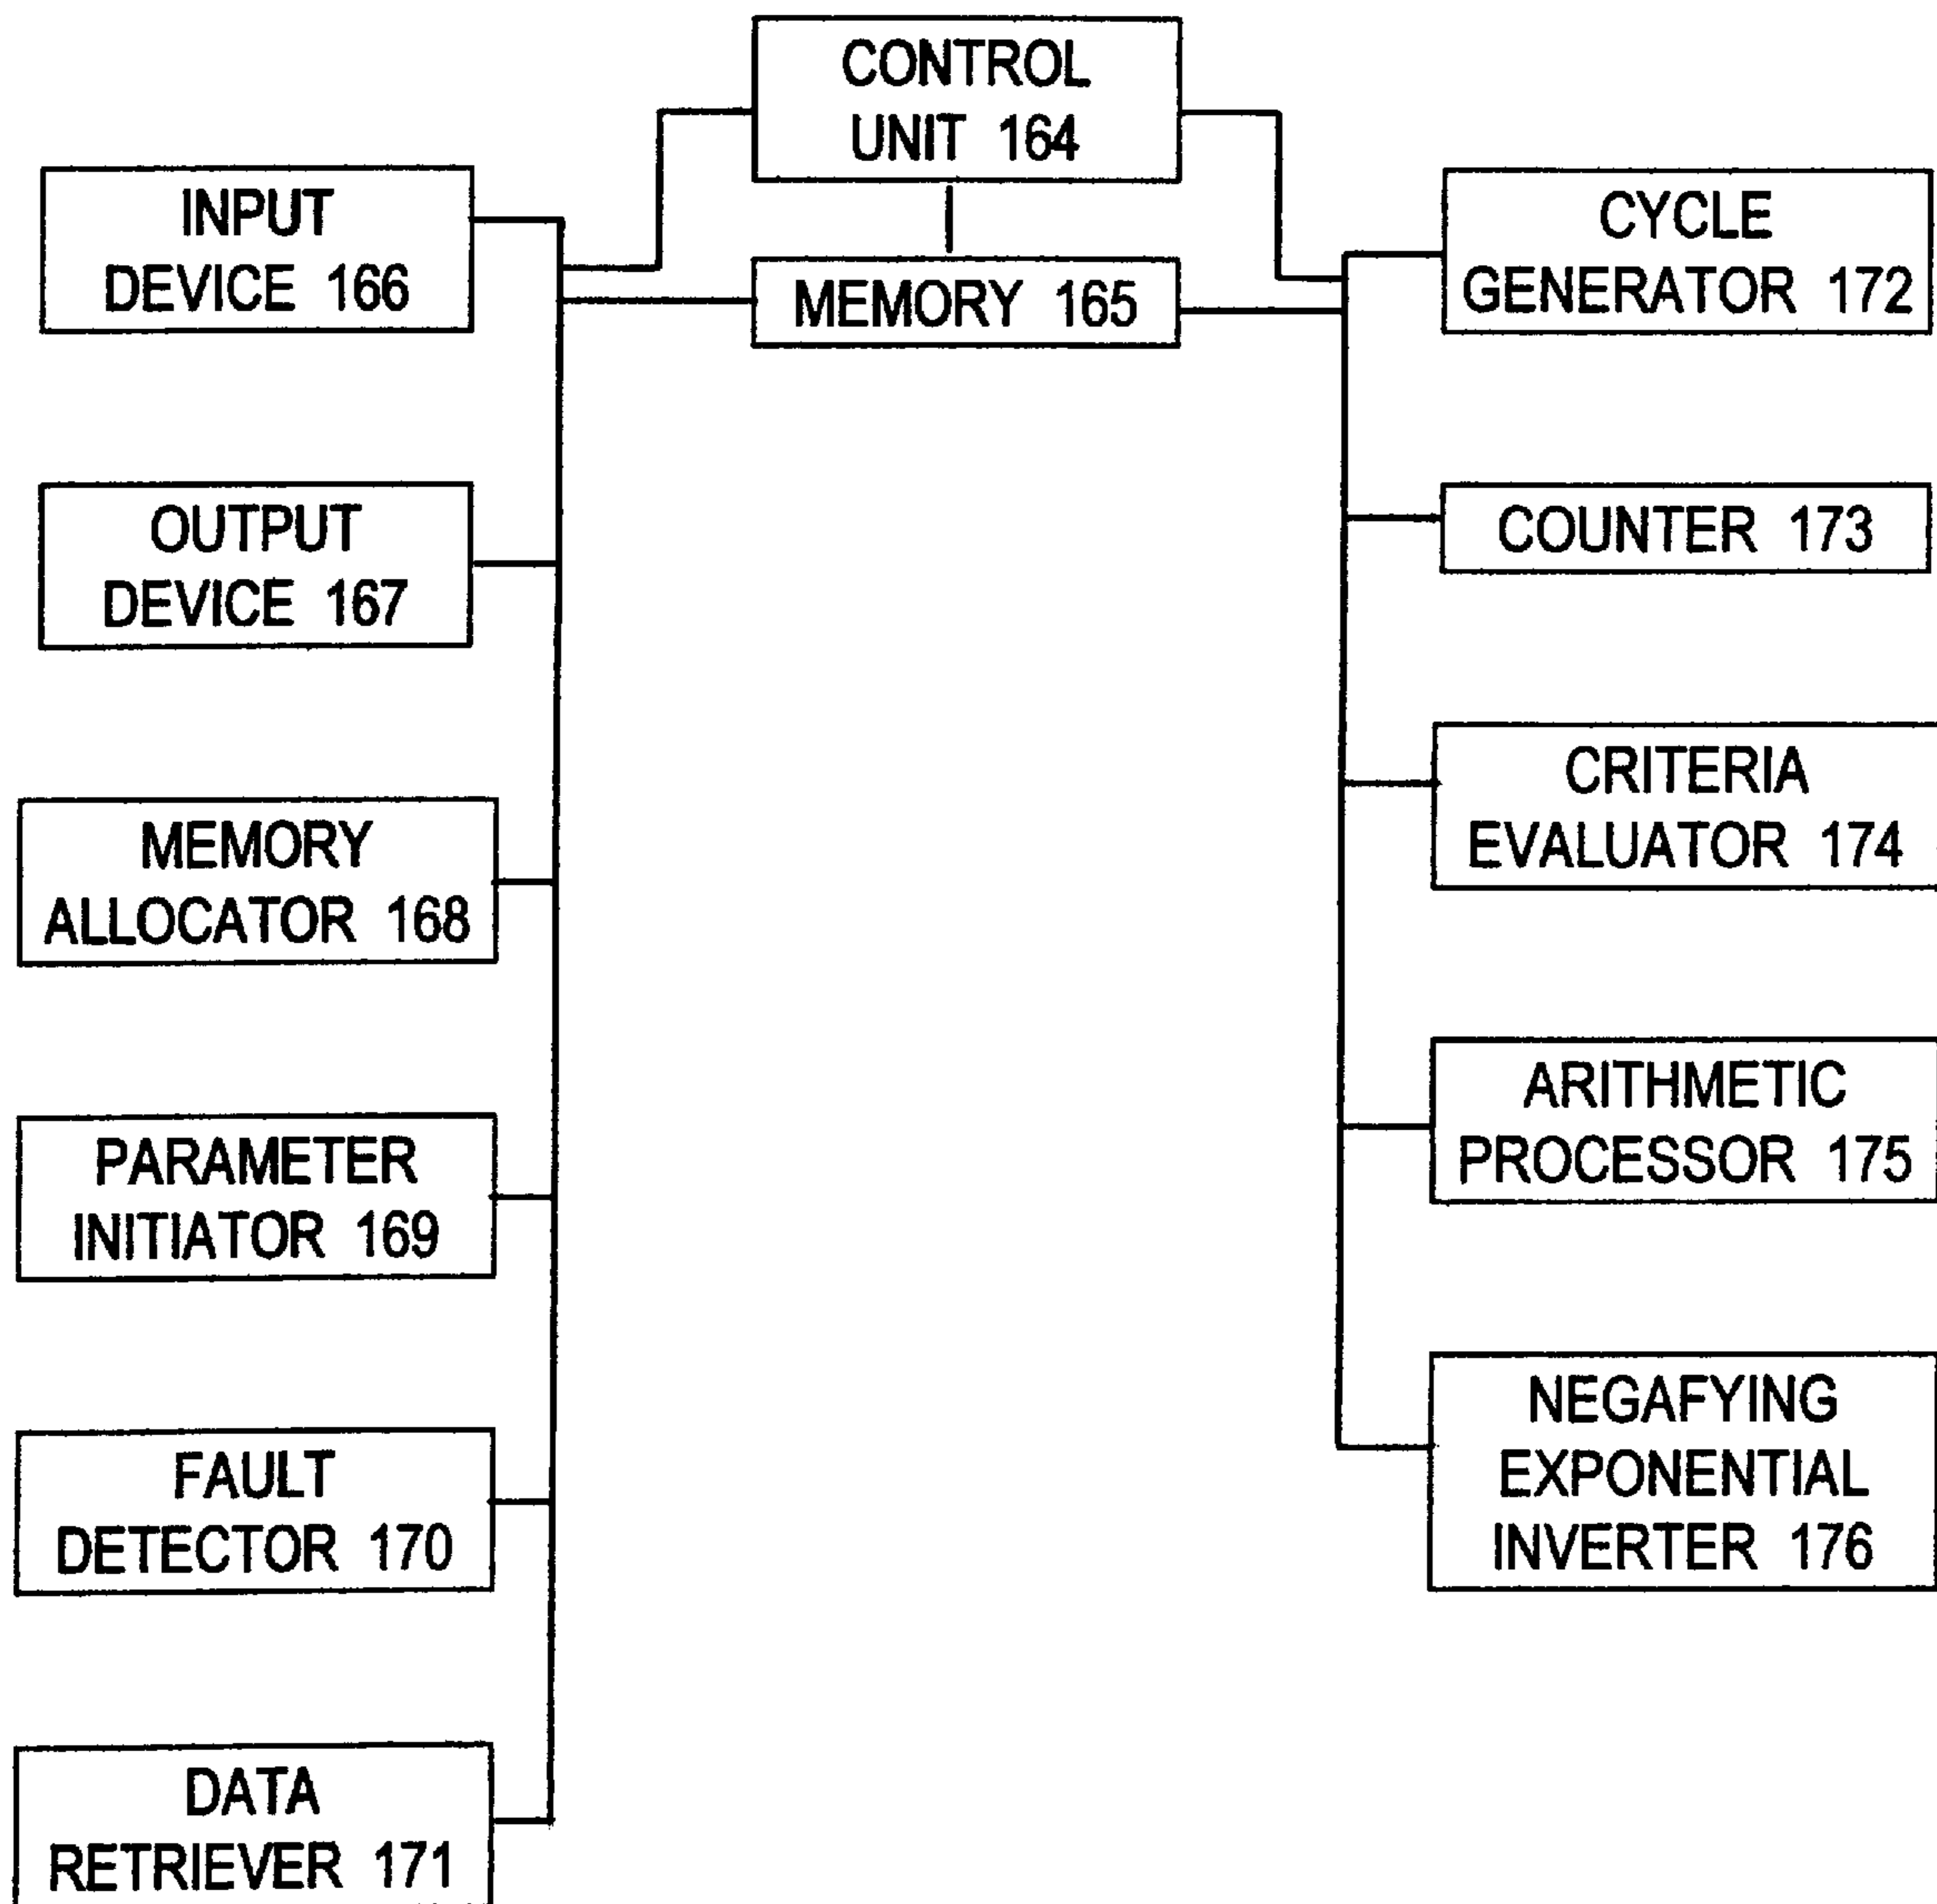 CONTROL
UNIT 164
MEMORY 165
INPUT
DEVICE 166
OUTPUT
DEVICE 167
MEMORY
ALLOCATOR 168
PARAMETER
INITIATOR 169
FAULT
DETECTOR 170
DATA
RETRIEVER 171
CYCLE
GENERATOR 172
COUNTER 173
CRITERIA
EVALUATOR 174
ARITHMETIC
PROCESSOR 175
NEGAFYING
EXPONENTIAL
INVERTER 176